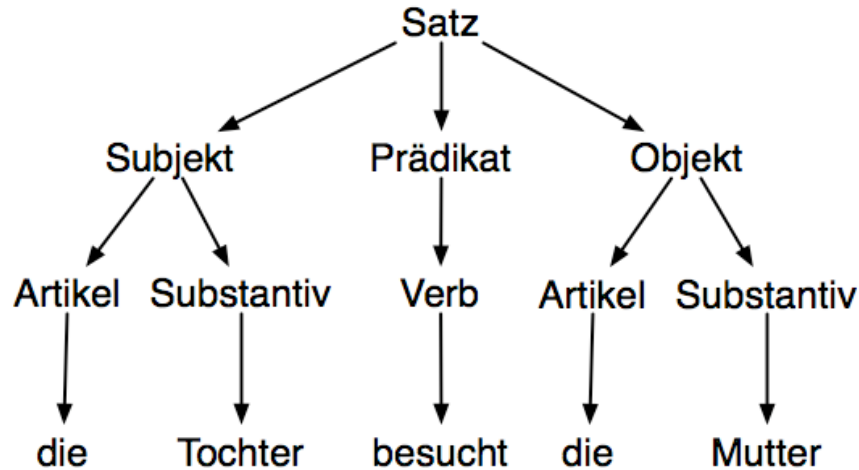 Satz
Subjekt Prädikat Objekt
Artikel Substantiv Verb Artikel Substantiv
die Tochter besucht die Mutter